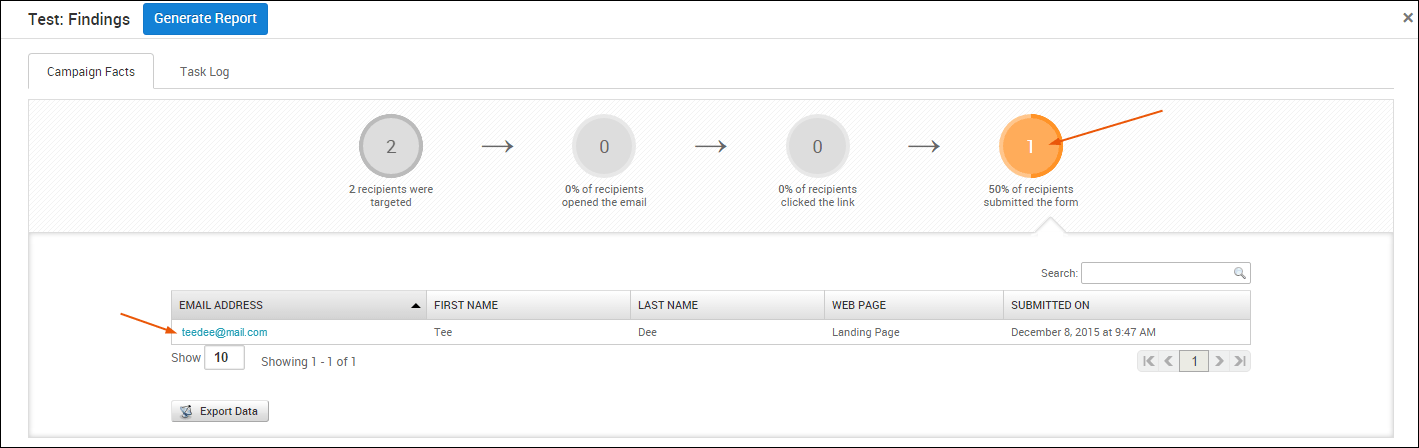 Test: Findings Generate Report ×
Campaign Facts Task Log
2 → 0 → 0 → 1
2 recipients were 0% of recipients 0% of recipients 50% of recipients
targeted opened the email clicked the link submitted the form
Search:
EMAIL ADDRESS FIRST NAME LAST NAME WEB PAGE SUBMITTED ON
teedee@mail.com Tee Dee Landing Page December 8, 2015 at 9:47 AM
Show 10 Showing 1 - 1 of 1 1
Export Data